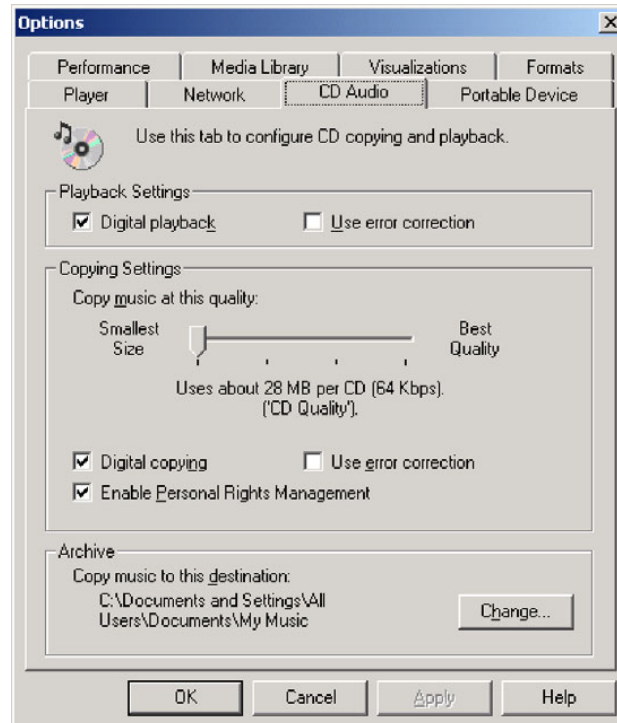 Options
Performance Media Library Visualizations Formats
Player Network CD Audio Portable Device
Use this tab to configure CD copying and playback.
Playback Settings
Digital playback Use error correction
Copying Settings
Copy music at this quality:
Smallest Size Best Quality
Uses about 28 MB per CD (64 Kbps).
('CD Quality').
Digital copying Use error correction
Enable Personal Rights Management
Archive
Copy music to this destination:
C:\Documents and Settings\All
Users\Documents\My Music
Change...
OK Cancel Apply Help